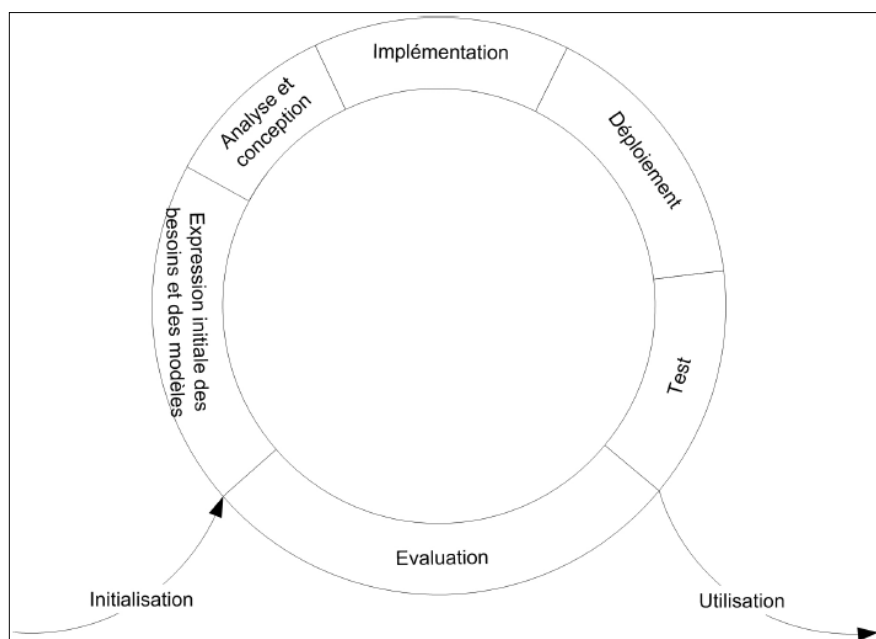 Implémentation
Analyse et
conception
Déploiement
Expression initiale des
besoins et des modèles
Test
Evaluation
Initialisation
Utilisation